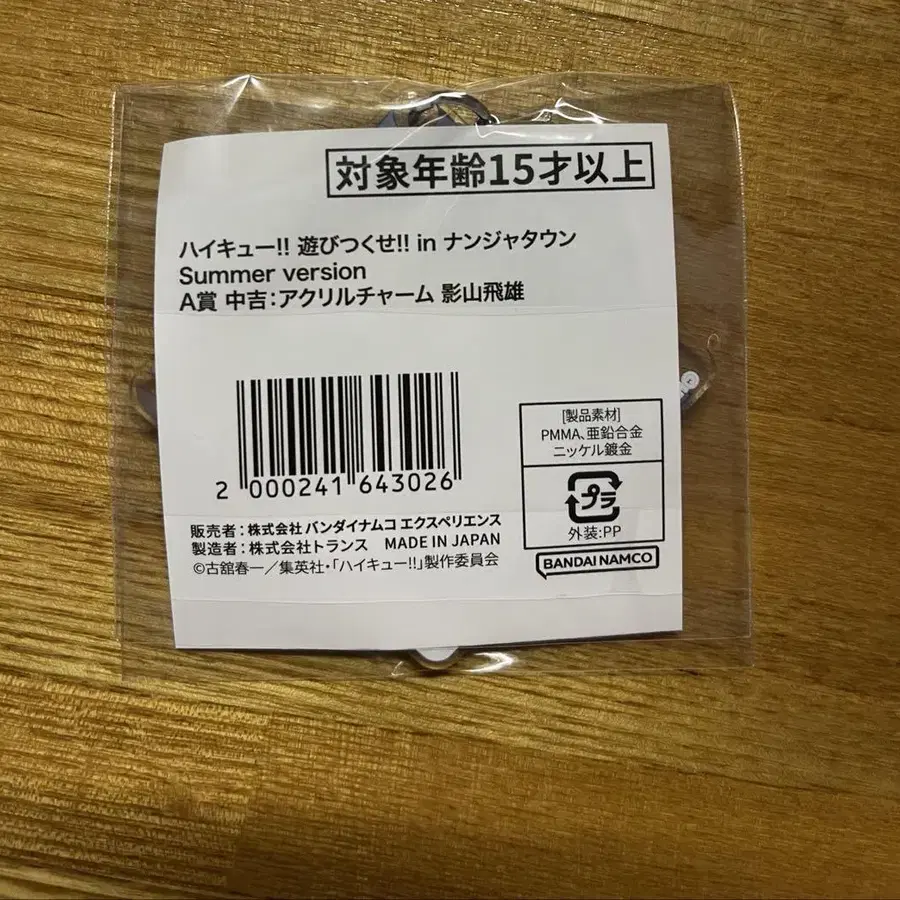 対象年齢15才以上
ハイキュー!! 遊びつくせ!! in ナンジャタウン
Summer version
A賞 中吉:アクリルチャーム 影山飛雄
2 000241 643026
[製品素材]
PMMA、亜鉛合金
ニッケル鍍金
プラ
外装:PP
販売者:株式会社 バンダイナムコ エクスペリエンス
製造者:株式会社トランス MADE IN JAPAN
©古舘春一/集英社・「ハイキュー!!」製作委員会
BANDAI NAMCO